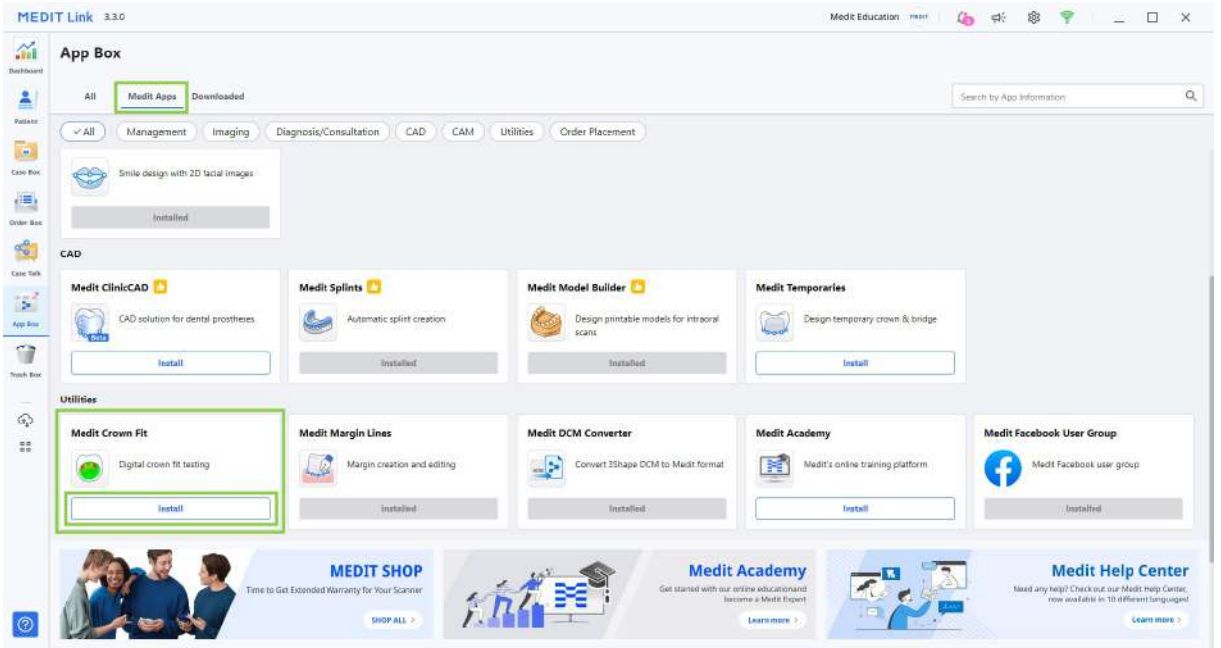 MEDIT Link 3.3.0
Medit Education MEDIT
Dashboard
Patient
Case Box
Order Box
Case Talk
App Box
Trash Box
App Box
All Medit Apps Downloaded
Search by App Information
All Management Imaging Diagnosis/Consultation CAD CAM Utilities Order Placement
Smile design with 2D facial images
Installed
CAD
Medit ClinicCAD
CAD solution for dental prostheses
Beta
Install
Medit Splints
Automatic splint creation
Installed
Medit Model Builder
Design printable models for intraoral
scans
Installed
Medit Temporaries
Design temporary crown & bridge
Install
Utilities
Medit Crown Fit
Digital crown fit testing
Install
Medit Margin Lines
Margin creation and editing
Installed
Medit DCM Converter
Convert 3Shape DCM to Medit format
Installed
Medit Academy
Medit's online training platform
Install
Medit Facebook User Group
Medit Facebook user group
Installed
MEDIT SHOP
Time to Get Extended Warranty for Your Scanner
SHOP ALL >
Medit Academy
Get started with our online educationand
become a Medit Expert
Learn more >
Medit Help Center
Need any help? Check out our Medit Help Center,
now available in 10 different languages!
Learn more >